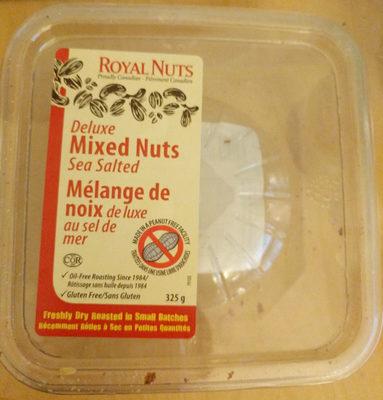 ROYAL NUTS
Proudly Canadian - Fièrement Canadien
Deluxe
Mixed Nuts
Sea Salted
Mélange de
noix de luxe
au sel de
mer
MADE IN A PEANUT FREE FACILITY
COR
✓ Oil-Free Roasting Since 1984/
Rôtissage sans huile depuis 1984
✓ Gluten Free/Sans Gluten
325 g
Freshly Dry Roasted in Small Batches
Récemment Rôties à Sec en Petites Quantités